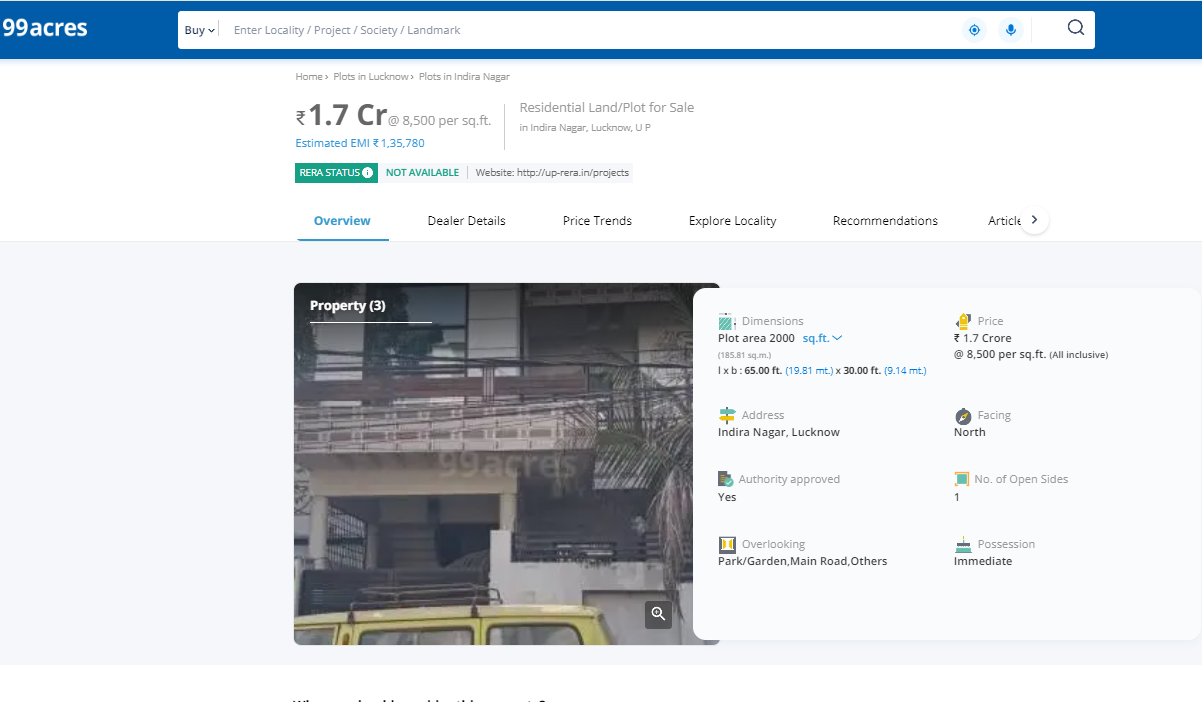 99acres
Buy
Enter Locality / Project / Society / Landmark
Home › Plots in Lucknow › Plots in Indira Nagar
₹ 1.7 Cr @ 8,500 per sq.ft.
Estimated EMI ₹ 1,35,780
Residential Land/Plot for Sale
in Indira Nagar, Lucknow, U P
RERA STATUS i NOT AVAILABLE Website: http://up-rera.in/projects
Overview Dealer Details Price Trends Explore Locality Recommendations Article
Property (3)
99acres
Dimensions
Plot area 2000 sq.ft.
(185.81 sq.m.)
l x b : 65.00 ft. (19.81 mt.) x 30.00 ft. (9.14 mt.)
Price
₹ 1.7 Crore
@ 8,500 per sq.ft. (All inclusive)
Address
Indira Nagar, Lucknow
Facing
North
Authority approved
Yes
No. of Open Sides
1
Overlooking
Park/Garden,Main Road,Others
Possession
Immediate